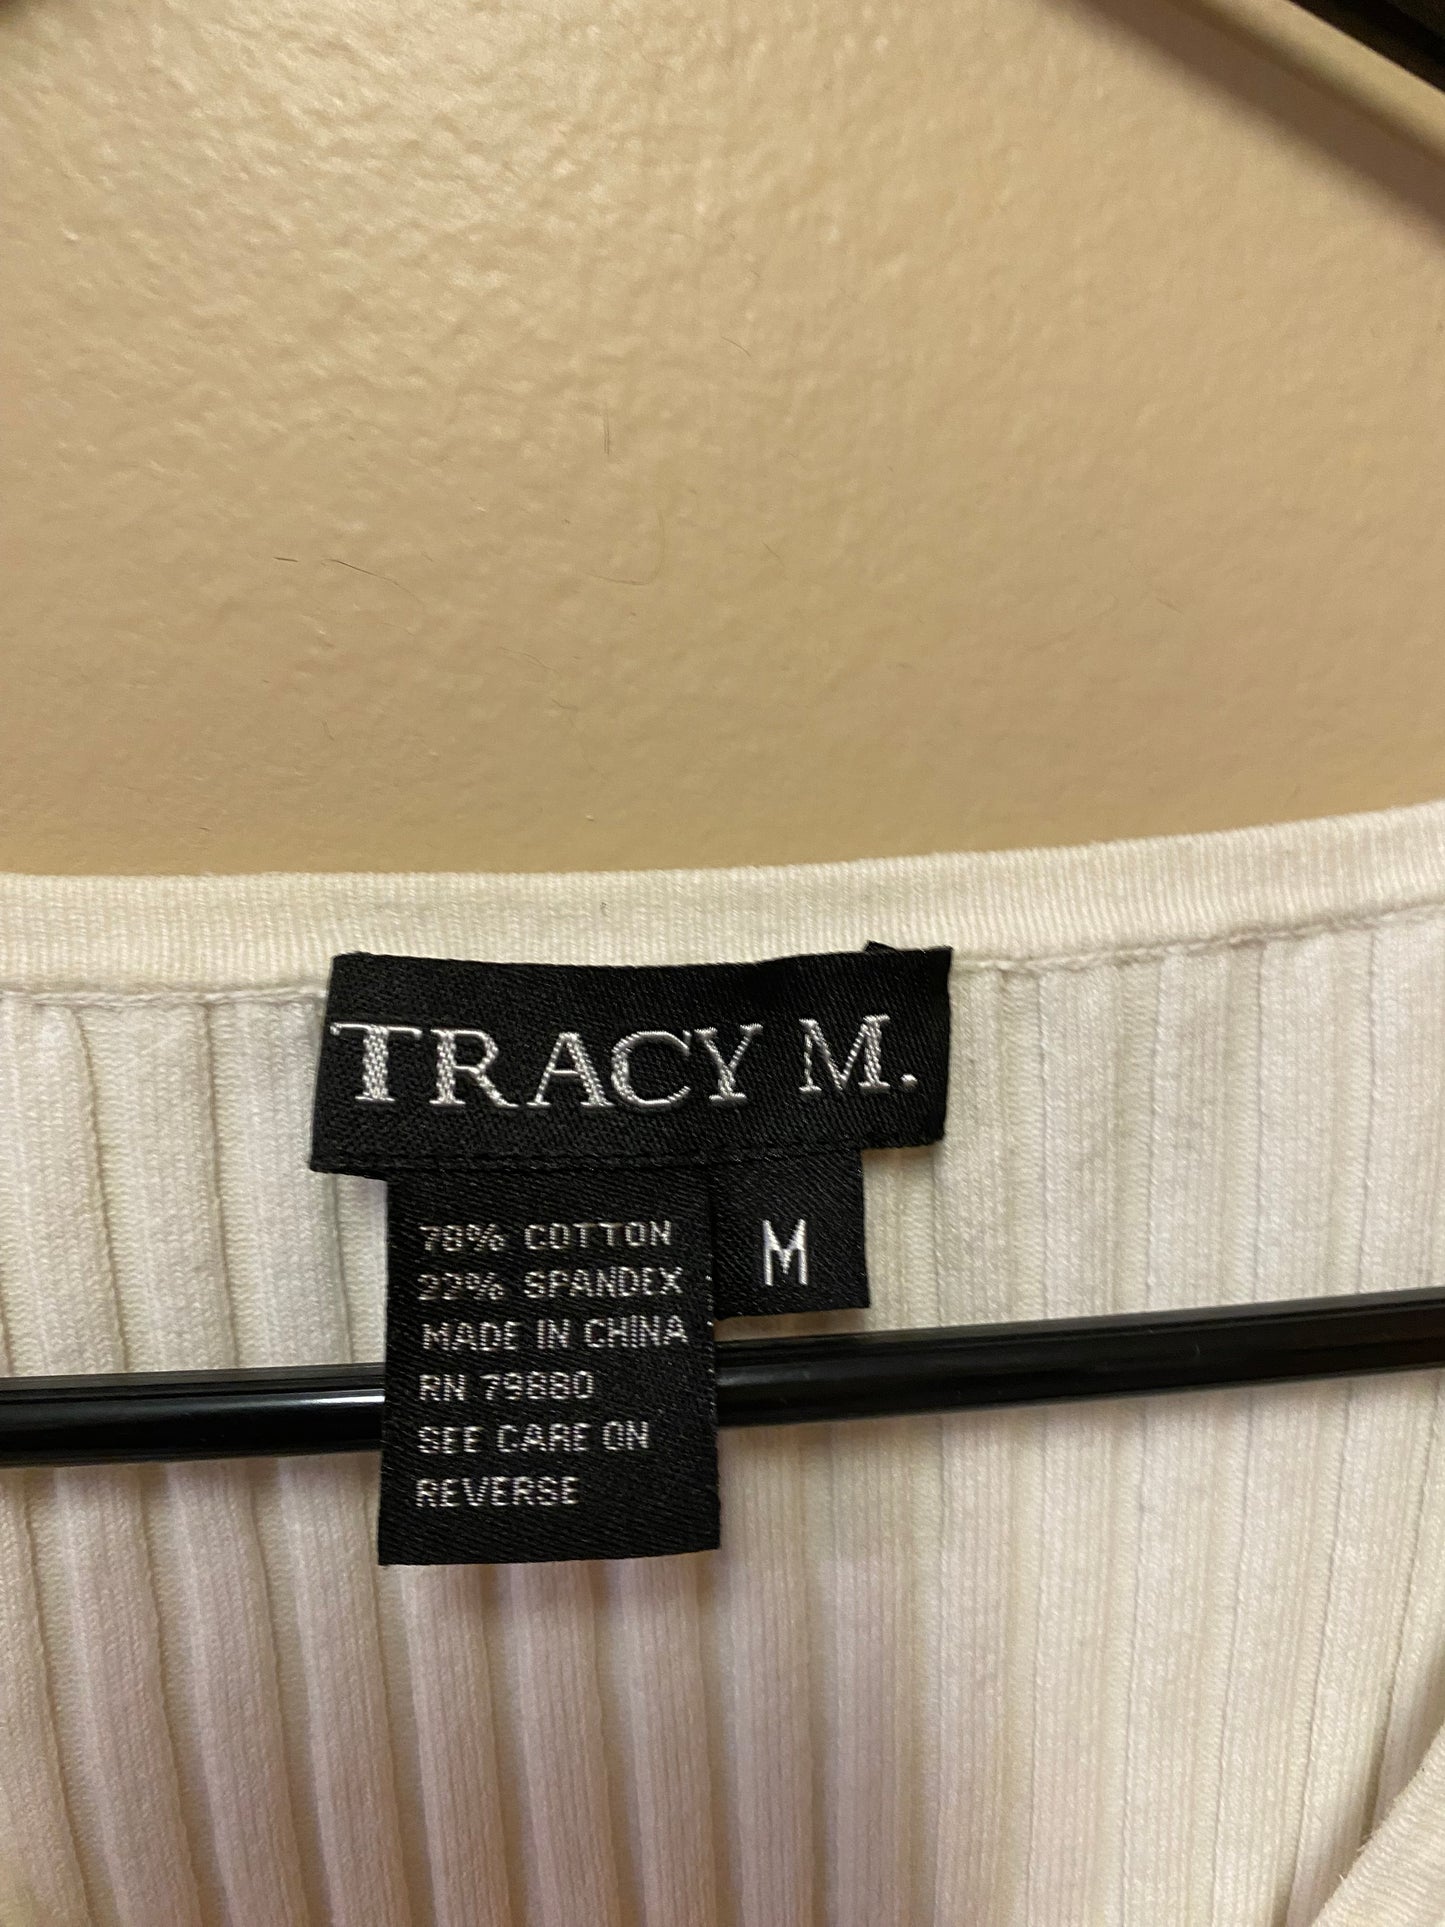 TRACY M.
78% COTTON
22% SPANDEX
MADE IN CHINA
RN 79880
SEE CARE ON
REVERSE
M